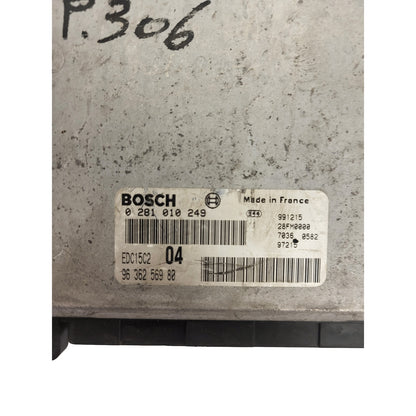 P.306
BOSCH Made in France
0 281 010 249 991215
28FM0000
7036 0582
EDC15C2 04 97215
96 362 569 80